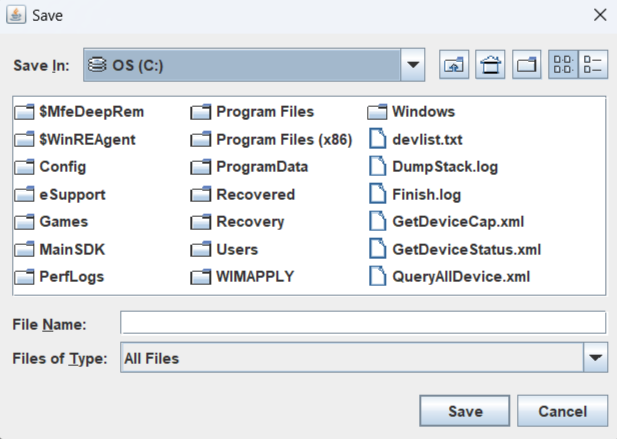 Save
Save In: OS (C:)
$MfeDeepRem
$WinREAgent
Config
eSupport
Games
MainSDK
PerfLogs
Program Files
Program Files (x86)
ProgramData
Recovered
Recovery
Users
WIMAPPLY
Windows
devlist.txt
DumpStack.log
Finish.log
GetDeviceCap.xml
GetDeviceStatus.xml
QueryAllDevice.xml
File Name:
Files of Type: All Files
Save Cancel